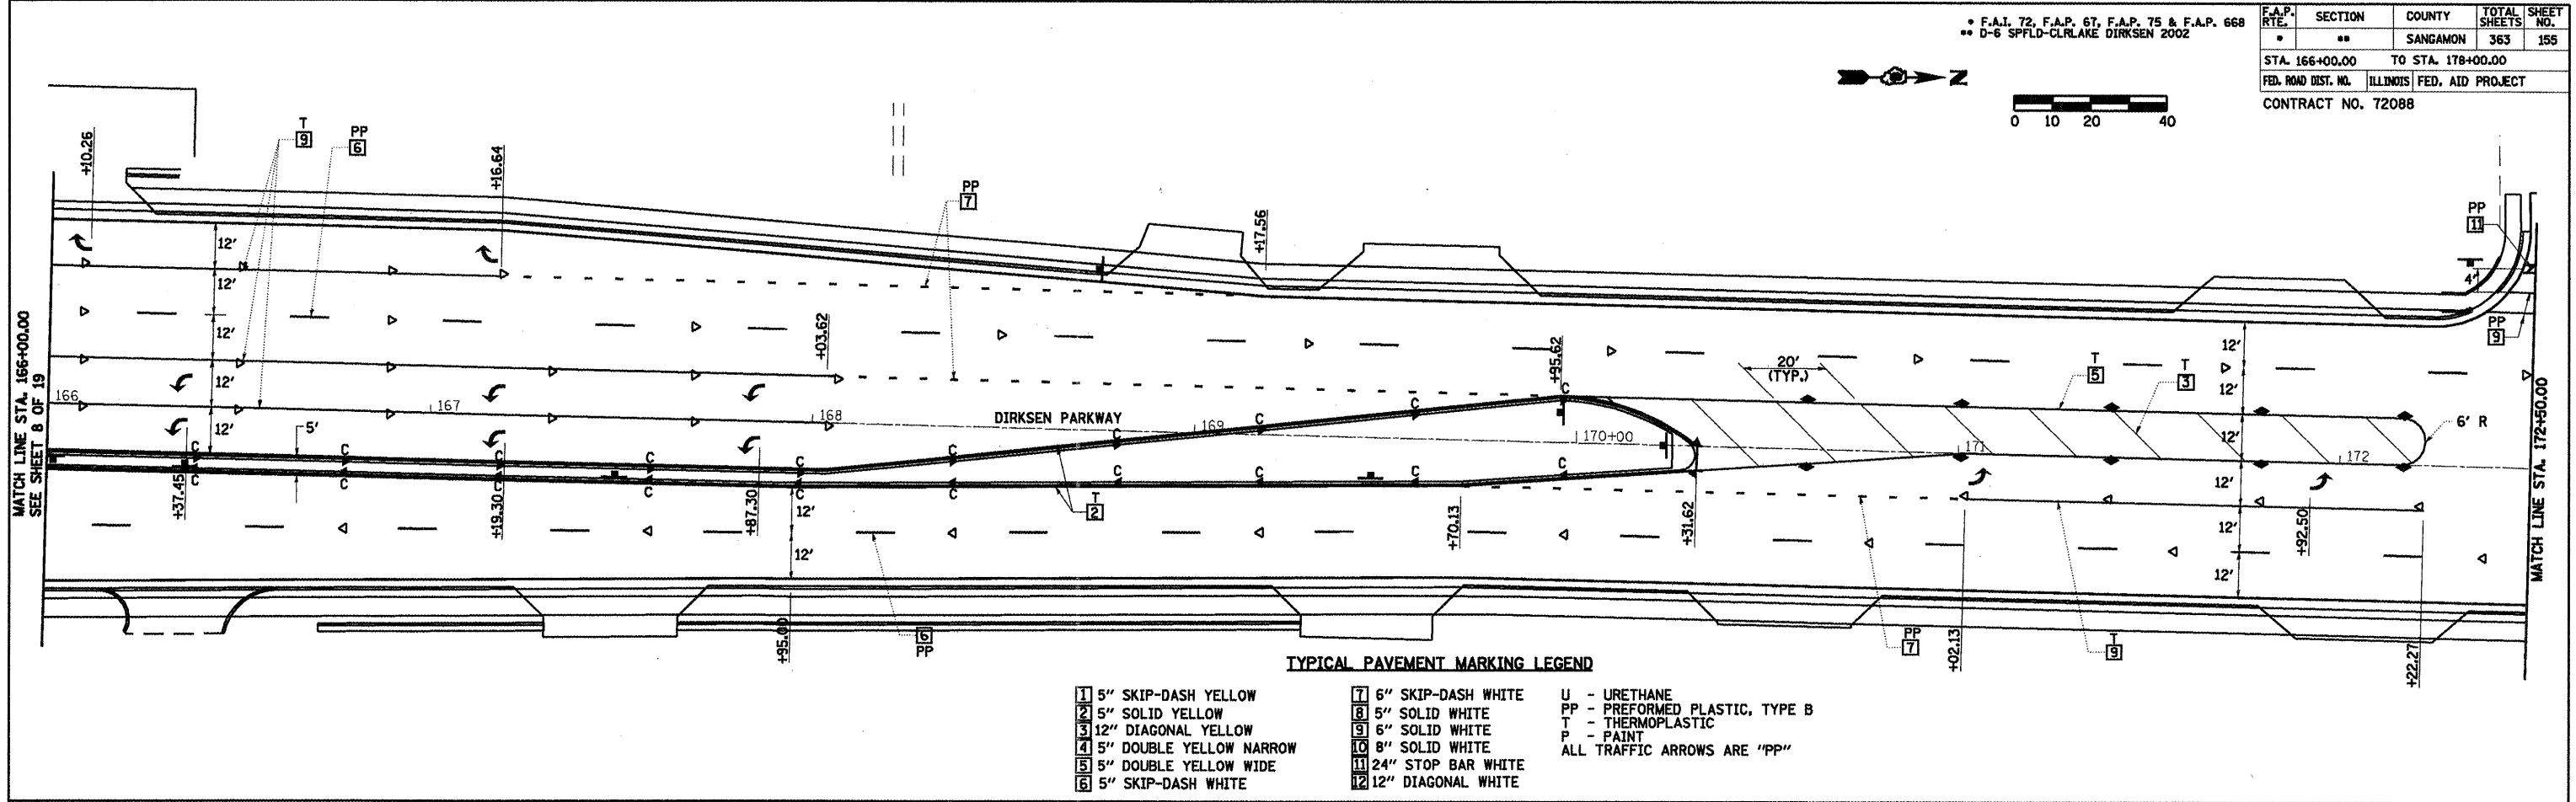 * F.A.I. 72, F.A.P. 67, F.A.P. 75 & F.A.P. 668
** D-6 SPFLD-CLRLAKE DIRKSEN 2002
F.A.P. RTE. SECTION COUNTY TOTAL SHEETS SHEET NO.
* ** SANGAMON 363 155
STA. 166+00.00 TO STA. 178+00.00
FED. ROAD DIST. NO. ILLINOIS FED. AID PROJECT
CONTRACT NO. 72088
N
0 10 20 40
+10.26
T
9
PP
6
+16.64
PP
7
+17.56
PP
11
4'
PP
9
MATCH LINE STA. 166+00.00
SEE SHEET 8 OF 19
12'
12'
12'
12'
12'
5'
166
167
168
169
170+00
171
172
+03.62
+95.62
DIRKSEN PARKWAY
20'
(TYP.)
T
5
T
3
12'
12'
12'
12'
12'
12'
6' R
C C C C C C C C C C
C C C C C C C C C C
+37.45
+19.30
+87.30
12'
12'
T
2
+70.13
+31.62
+92.50
MATCH LINE STA. 172+50.00
+95.00
6
PP
PP
7
+02.13
T
9
+22.27
TYPICAL PAVEMENT MARKING LEGEND
1 5" SKIP-DASH YELLOW
2 5" SOLID YELLOW
3 12" DIAGONAL YELLOW
4 5" DOUBLE YELLOW NARROW
5 5" DOUBLE YELLOW WIDE
6 5" SKIP-DASH WHITE
7 6" SKIP-DASH WHITE
8 5" SOLID WHITE
9 6" SOLID WHITE
10 8" SOLID WHITE
11 24" STOP BAR WHITE
12 12" DIAGONAL WHITE
U - URETHANE
PP - PREFORMED PLASTIC, TYPE B
T - THERMOPLASTIC
P - PAINT
ALL TRAFFIC ARROWS ARE "PP"